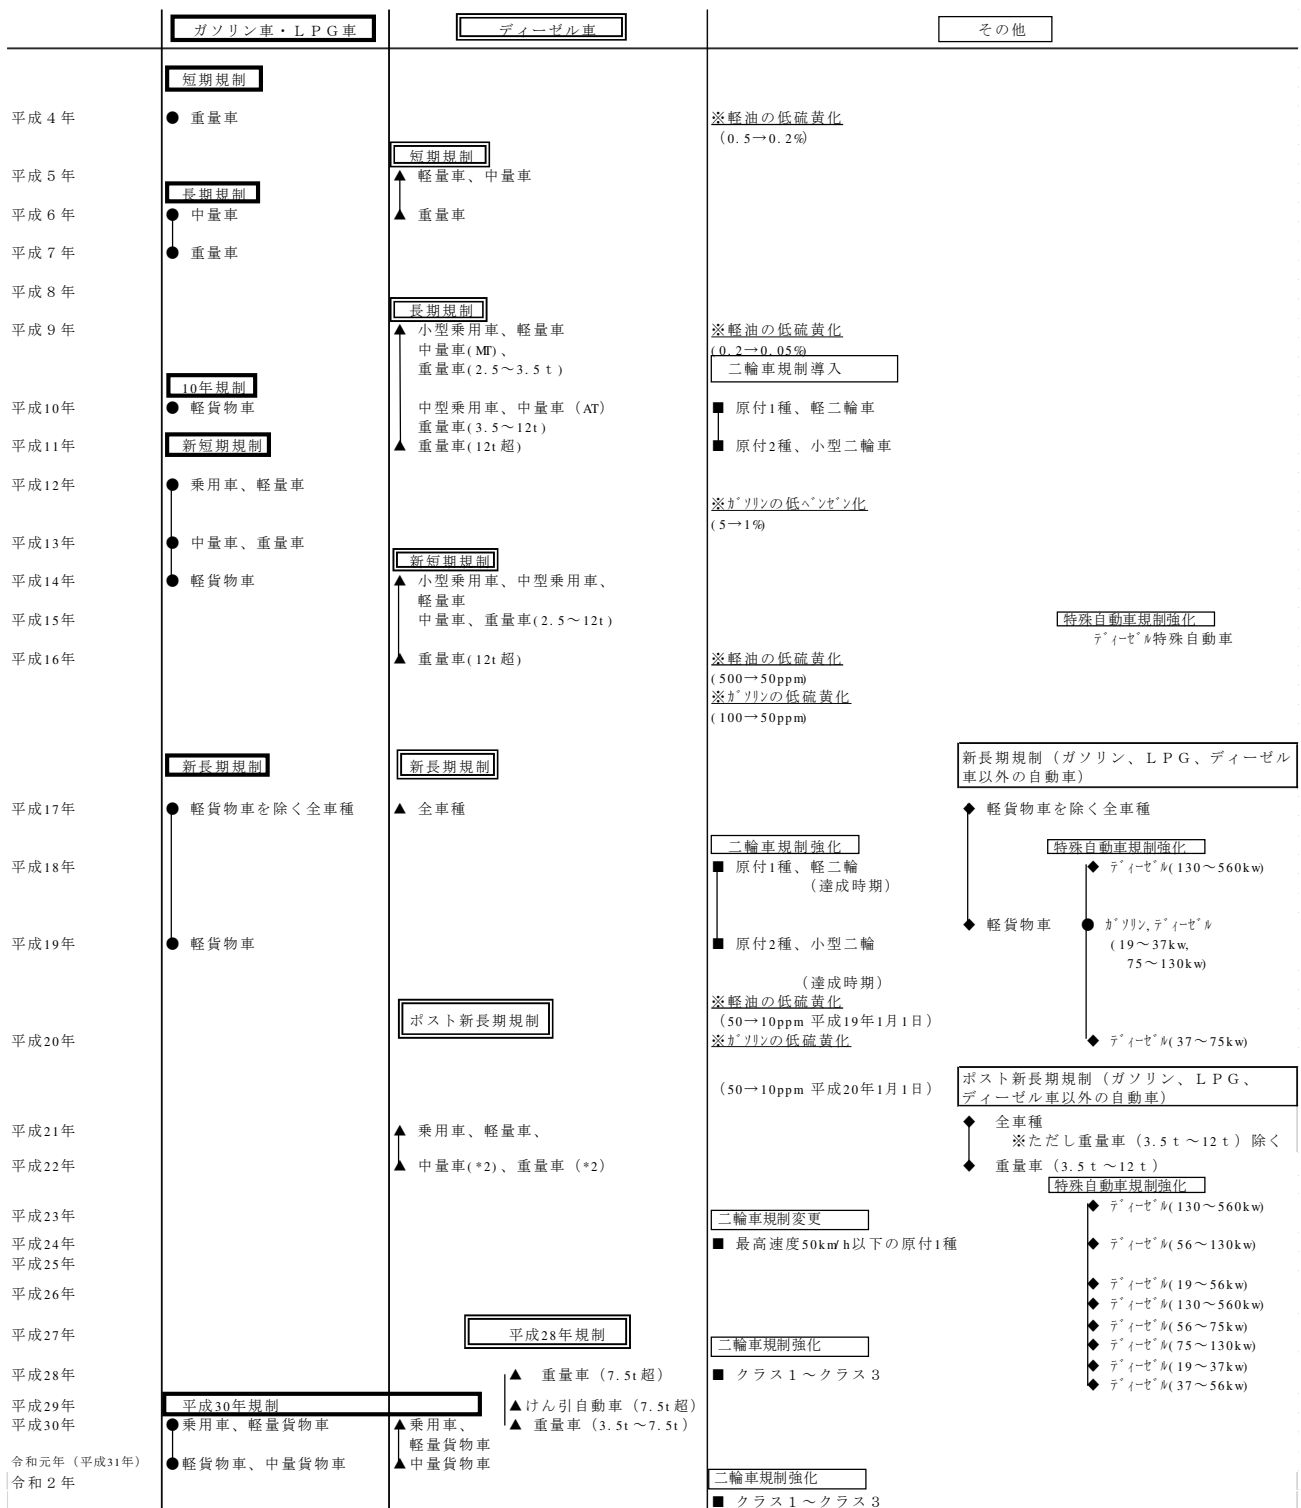 ガソリン車・ＬＰＧ車 ディーゼル車 その他
短期規制
平成４年 ● 重量車 ※軽油の低硫黄化
（0.5→0.2%）
短期規制
平成５年 ▲ 軽量車、中量車
長期規制
平成６年 ● 中量車 ▲ 重量車
平成７年 ● 重量車
平成８年
長期規制
平成９年 ▲ 小型乗用車、軽量車 ※軽油の低硫黄化
中量車(MT)、 (0.2→0.05%)
重量車(2.5～3.5ｔ) 二輪車規制導入
10年規制
平成10年 ● 軽貨物車 中型乗用車、中量車（AT） ■ 原付1種、軽二輪車
重量車(3.5～12t)
平成11年 新短期規制 ▲ 重量車(12t超) ■ 原付2種、小型二輪車
平成12年 ● 乗用車、軽量車
※ｶﾞｿﾘﾝの低ﾍﾞﾝｾﾞﾝ化
(5→1%)
平成13年 ● 中量車、重量車
新短期規制
平成14年 ● 軽貨物車 ▲ 小型乗用車、中型乗用車、
軽量車
平成15年 中量車、重量車(2.5～12t) 特殊自動車規制強化
ﾃﾞｨｰｾﾞﾙ特殊自動車
平成16年 ▲ 重量車(12t超) ※軽油の低硫黄化
(500→50ppm)
※ｶﾞｿﾘﾝの低硫黄化
(100→50ppm)
新長期規制 新長期規制 新長期規制（ガソリン、ＬＰＧ、ディーゼル
車以外の自動車）
平成17年 ● 軽貨物車を除く全車種 ▲ 全車種 ◆ 軽貨物車を除く全車種
二輪車規制強化 特殊自動車規制強化
平成18年 ■ 原付1種、軽二輪 ◆ ﾃﾞｨｰｾﾞﾙ(130～560kw)
（達成時期）
◆ 軽貨物車 ● ｶﾞｿﾘﾝ,ﾃﾞｨｰｾﾞﾙ
平成19年 ● 軽貨物車 ■ 原付2種、小型二輪 (19～37kw,
75～130kw)
（達成時期）
※軽油の低硫黄化
ポスト新長期規制 （50→10ppm 平成19年1月1日）
平成20年 ※ｶﾞｿﾘﾝの低硫黄化 ◆ ﾃﾞｨｰｾﾞﾙ(37～75kw)
ポスト新長期規制（ガソリン、ＬＰＧ、
（50→10ppm 平成20年1月1日） ディーゼル車以外の自動車）
◆ 全車種
平成21年 ▲ 乗用車、軽量車、 ※ただし重量車（3.5ｔ～12ｔ）除く
平成22年 ▲ 中量車(*2)、重量車（*2） ◆ 重量車（3.5ｔ～12ｔ）
特殊自動車規制強化
◆ ﾃﾞｨｰｾﾞﾙ(130～560kw)
平成23年 二輪車規制変更
平成24年 ■ 最高速度50km/h以下の原付1種 ◆ ﾃﾞｨｰｾﾞﾙ(56～130kw)
平成25年
◆ ﾃﾞｨｰｾﾞﾙ(19～56kw)
平成26年
◆ ﾃﾞｨｰｾﾞﾙ(130～560kw)
◆ ﾃﾞｨｰｾﾞﾙ(56～75kw)
平成27年 平成28年規制
二輪車規制強化 ◆ ﾃﾞｨｰｾﾞﾙ(75～130kw)
◆ ﾃﾞｨｰｾﾞﾙ(19～37kw)
平成28年 ▲ 重量車（7.5t超） ■ クラス１～クラス３
◆ ﾃﾞｨｰｾﾞﾙ(37～56kw)
平成29年 平成30年規制 ▲けん引自動車（7.5t超）
平成30年 ●乗用車、軽量貨物車 ▲乗用車、 ▲ 重量車（3.5t～7.5t）
軽量貨物車
令和元年（平成31年） ●軽貨物車、中量貨物車 ▲中量貨物車
令和２年 二輪車規制強化
■ クラス１～クラス３